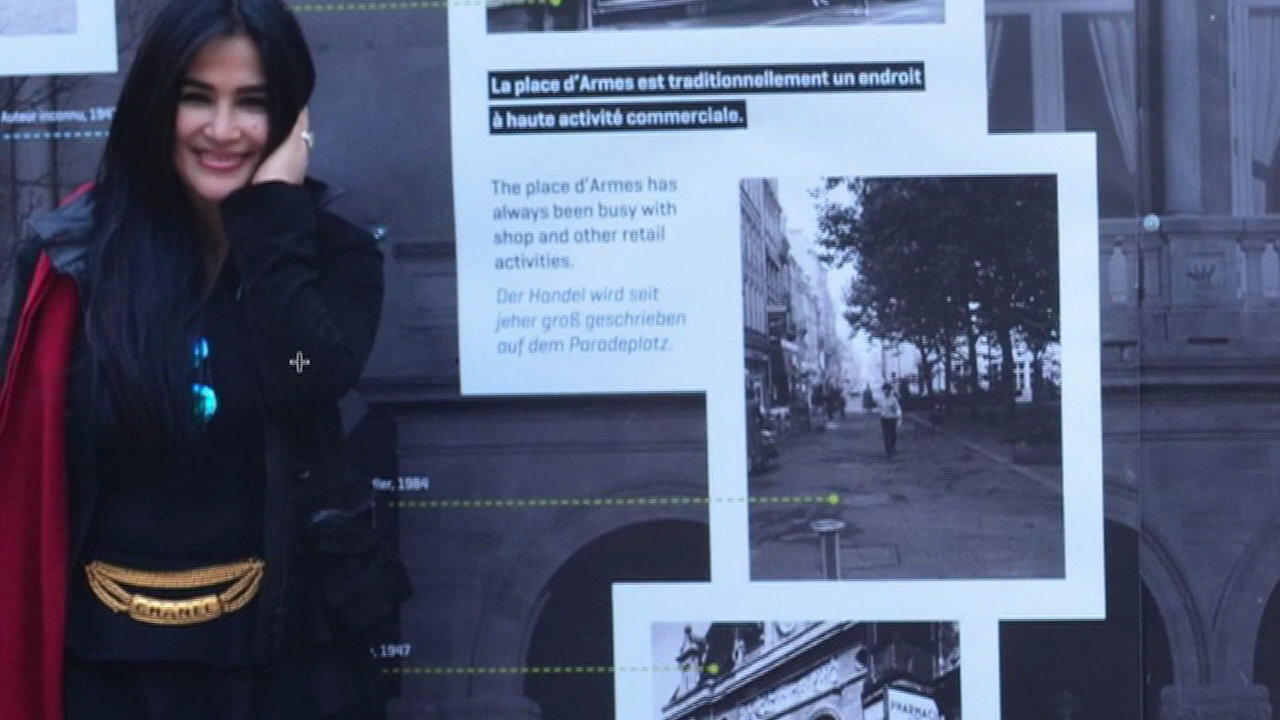 Auteur inconnu, 194
La place d'Armes est traditionnellement un endroit
à haute activité commerciale.
The place d'Armes has
always been busy with
shop and other retail
activities.
Der Handel wird seit
jeher groß geschrieben
auf dem Paradeplatz.
ler, 1984
, 1947
CHANEL
PHARMAC